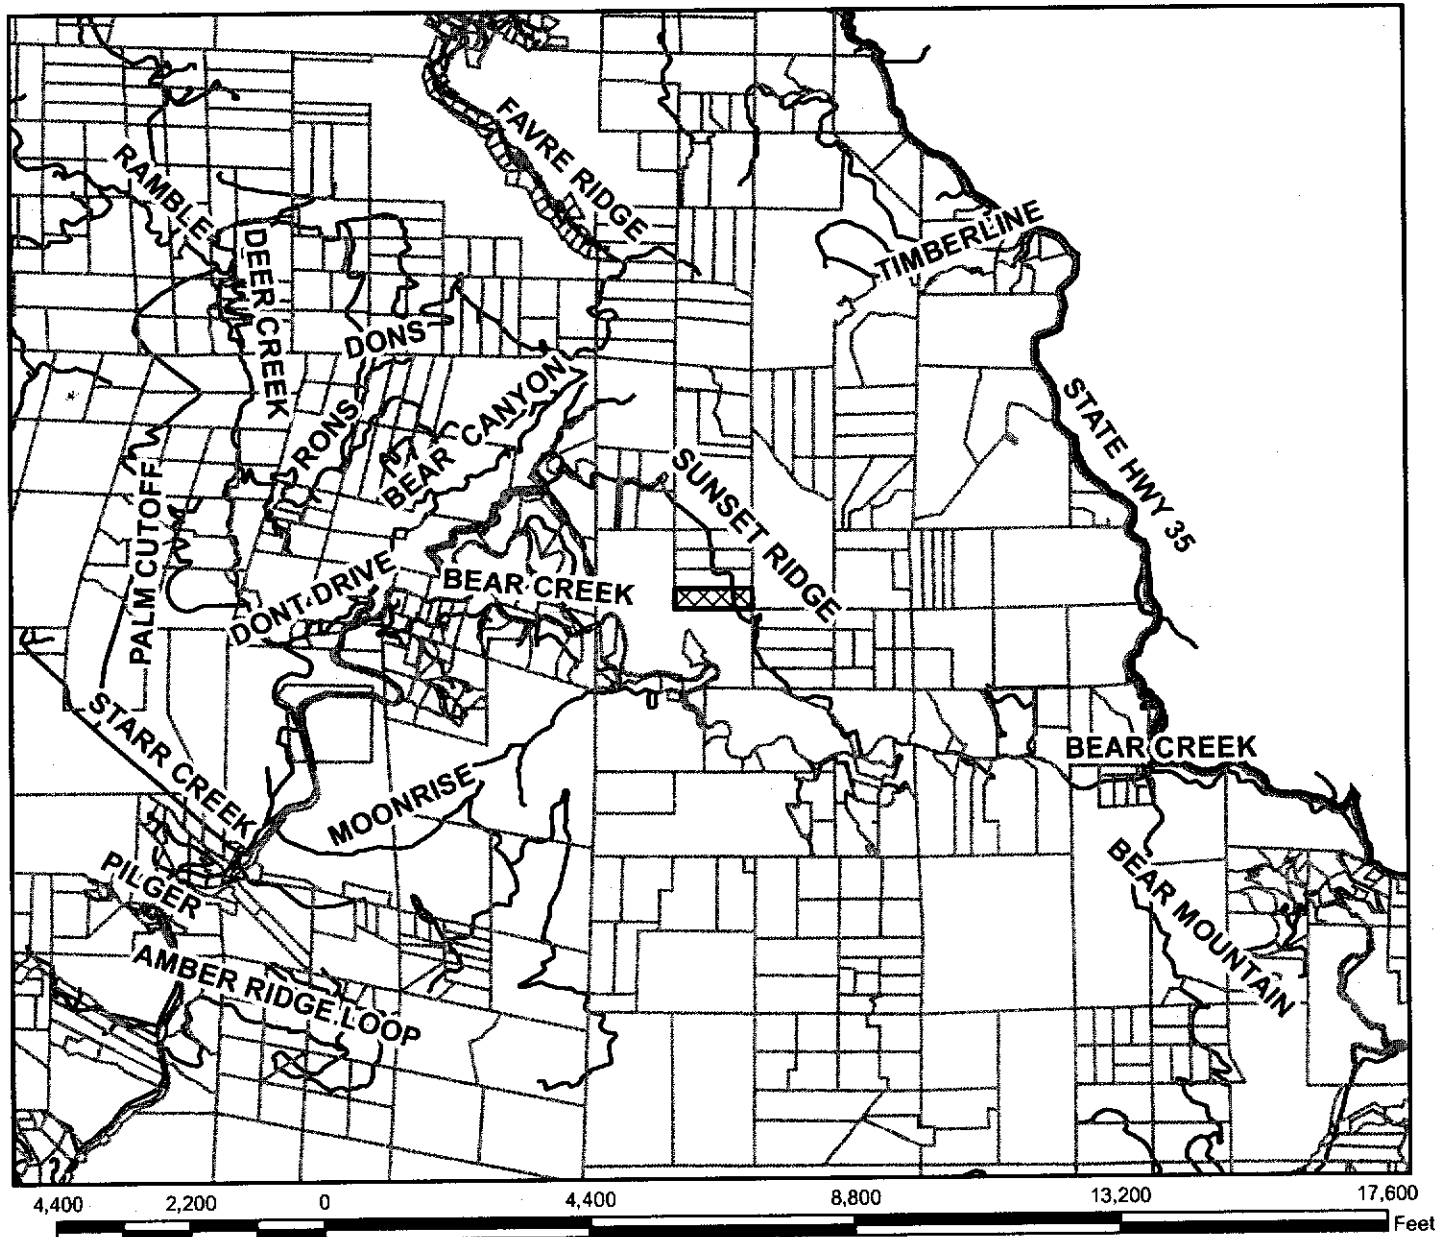 FAVRE RIDGE
RAMBLE
DEER CREEK
TIMBERLINE
DONS
STATE HWY 35
BEAR CANYON
RONS
SUNSET RIDGE
PALM CUTOFF
DONT DRIVE
BEAR CREEK
STARR CREEK
BEAR CREEK
MOONRISE
PILGER
BEAR MOUNTAIN
AMBER RIDGE LOOP
4,400 2,200 0 4,400 8,800 13,200 17,600
Feet